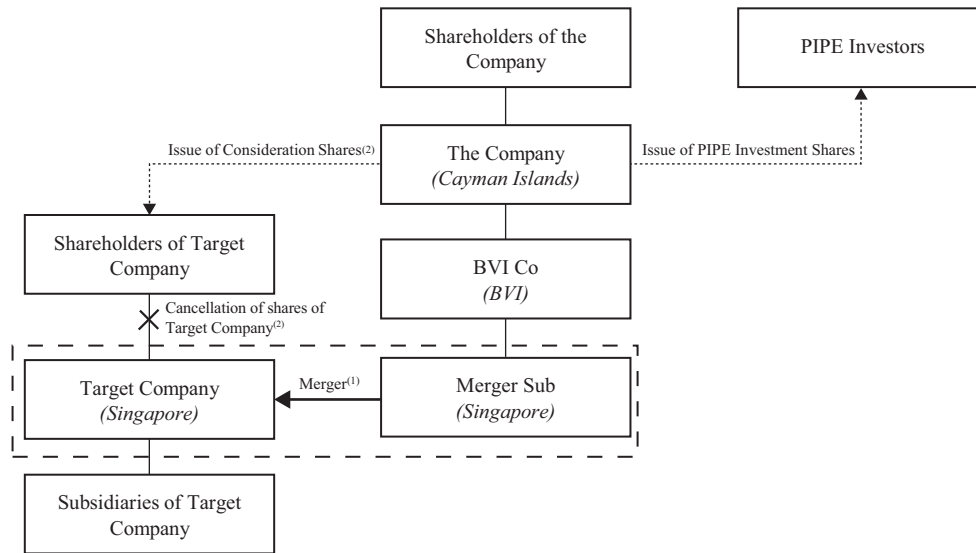 Shareholders of the
Company
PIPE Investors
Issue of Consideration Shares(2)
The Company
(Cayman Islands)
Issue of PIPE Investment Shares
Shareholders of Target
Company
BVI Co
(BVI)
Cancellation of shares of
Target Company(2)
Target Company
(Singapore)
Merger(1)
Merger Sub
(Singapore)
Subsidiaries of Target
Company